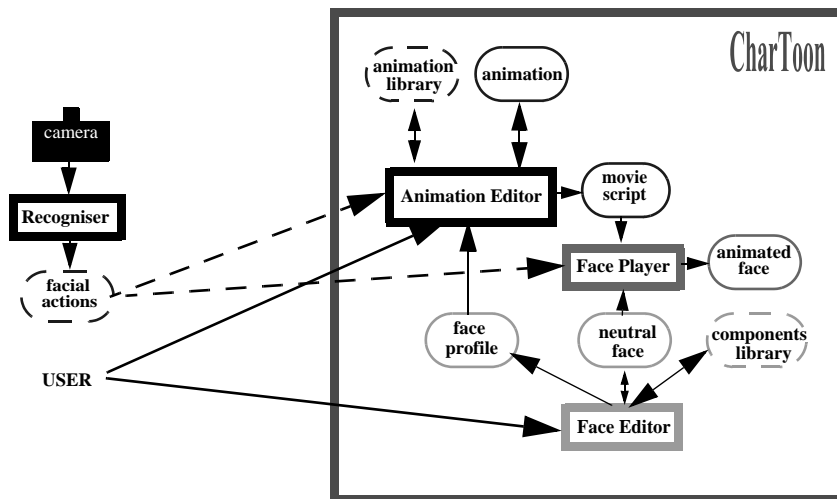 CharToon
animation
library
animation
camera
Animation Editor
movie
script
Recogniser
Face Player
animated
face
facial
actions
face
profile
neutral
face
components
library
USER
Face Editor